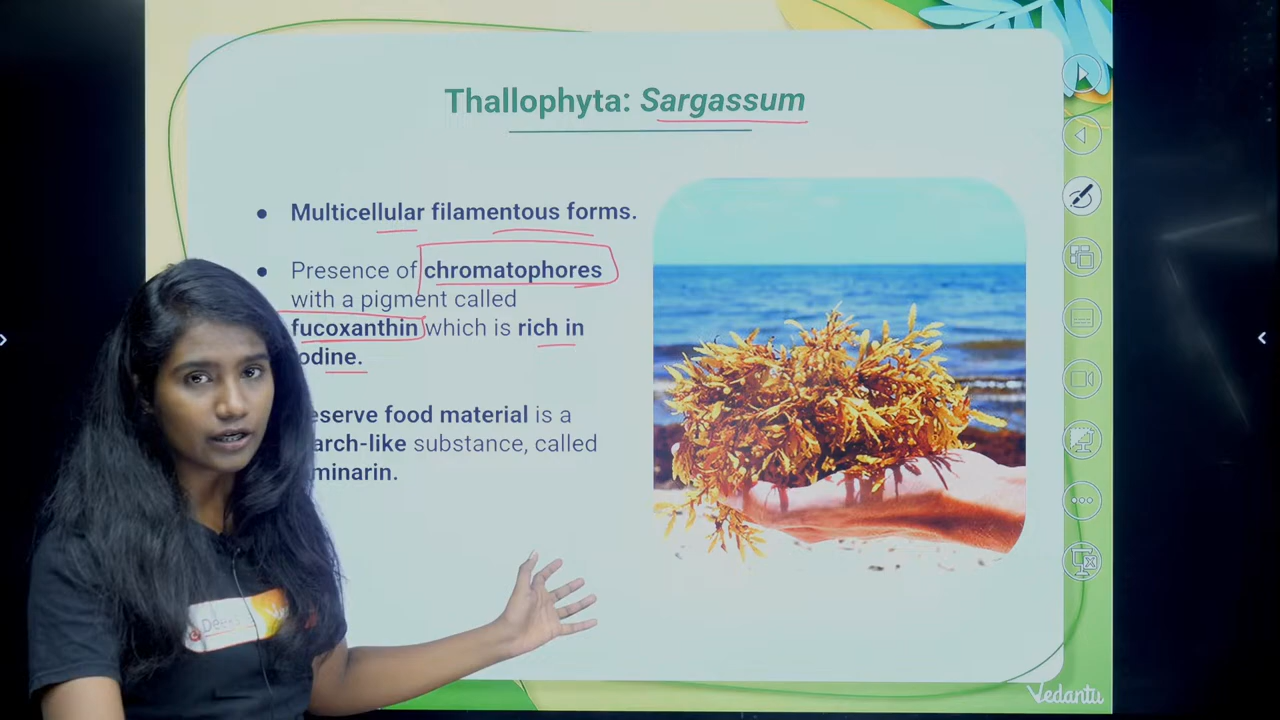 Thallophyta: Sargassum
Multicellular filamentous forms.
Presence of chromatophores
with a pigment called
fucoxanthin which is rich in
odine.
eserve food material is a
arch-like substance, called
minarin.
Vedantu